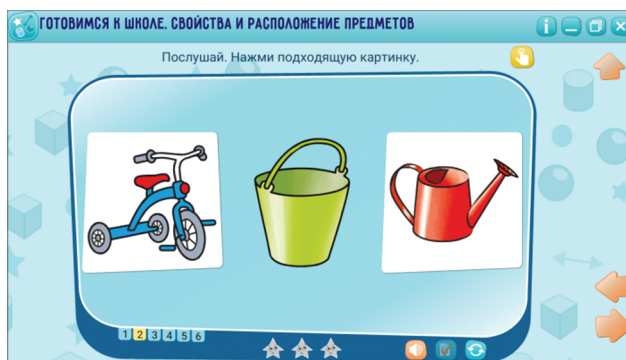 ГОТОВИМСЯ К ШКОЛЕ. СВОЙСТВА И РАСПОЛОЖЕНИЕ ПРЕДМЕТОВ
Послушай. Нажми подходящую картинку.
1 2 3 4 5 6